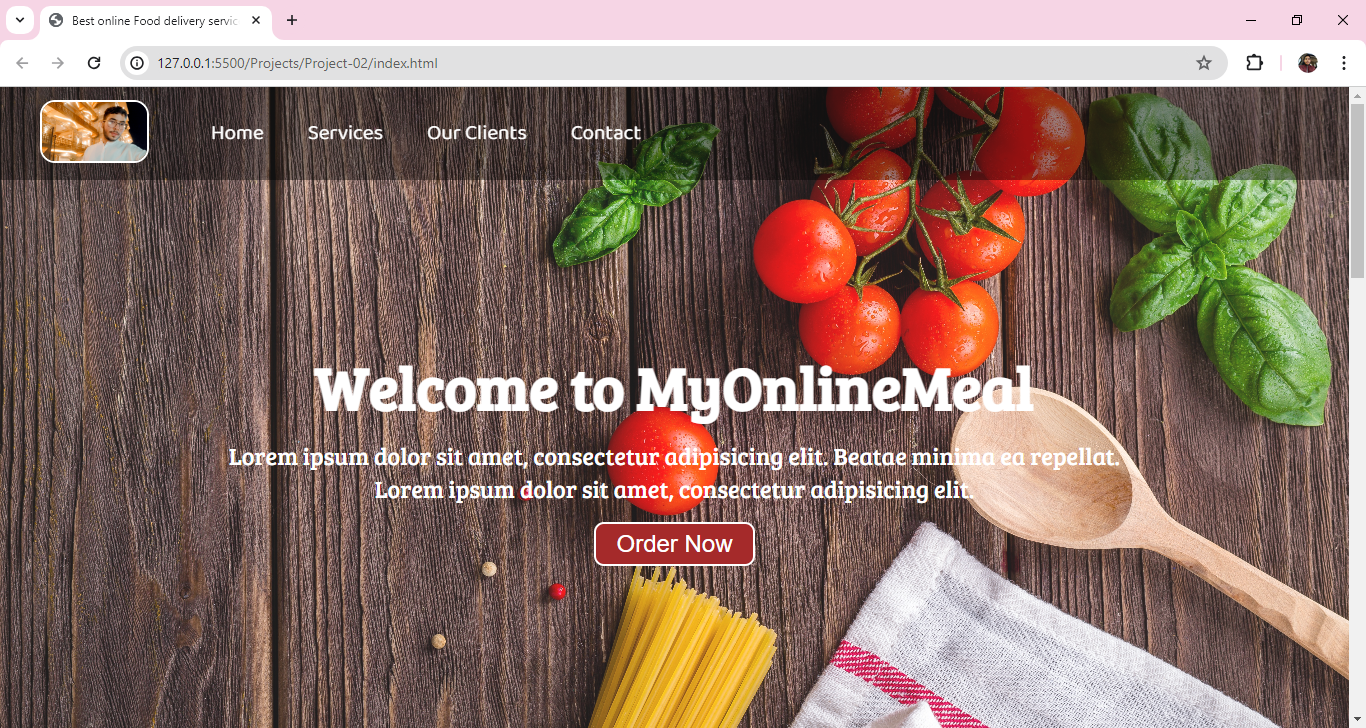 Best online Food delivery servic
127.0.0.1:5500/Projects/Project-02/index.html
Home Services Our Clients Contact
Welcome to MyOnlineMeal
Lorem ipsum dolor sit amet, consectetur adipisicing elit. Beatae minima ea repellat.
Lorem ipsum dolor sit amet, consectetur adipisicing elit.
Order Now